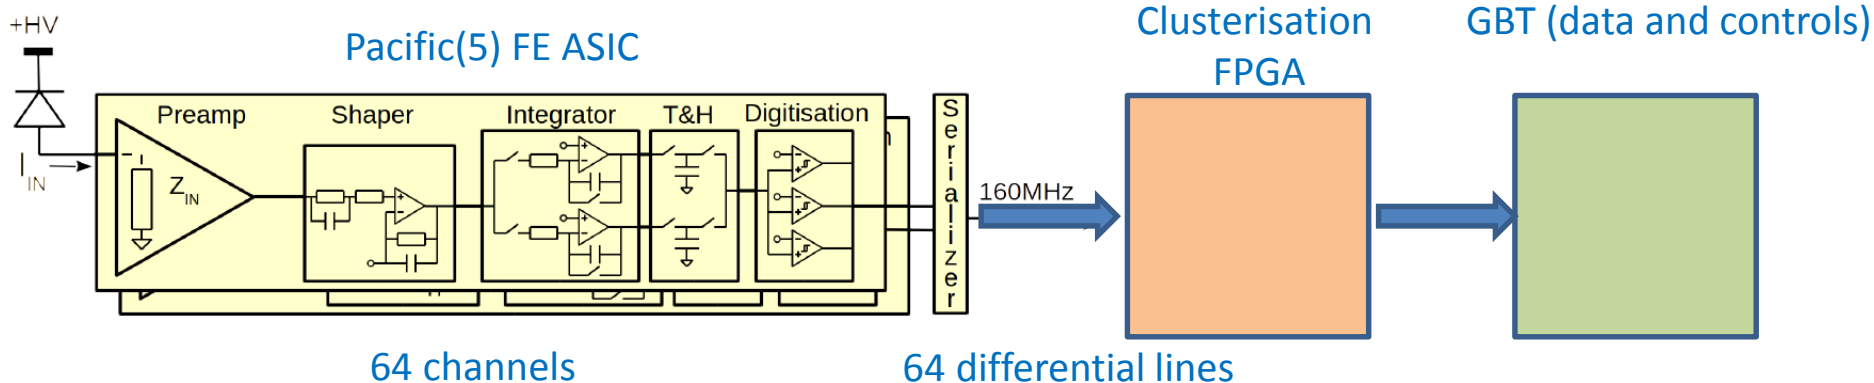 +HV
Pacific(5) FE ASIC
Clusterisation
FPGA
GBT (data and controls)
Preamp
Shaper
Integrator
T&H
Digitisation
Serializer
I IN
Z IN
160MHz
64 channels
64 differential lines